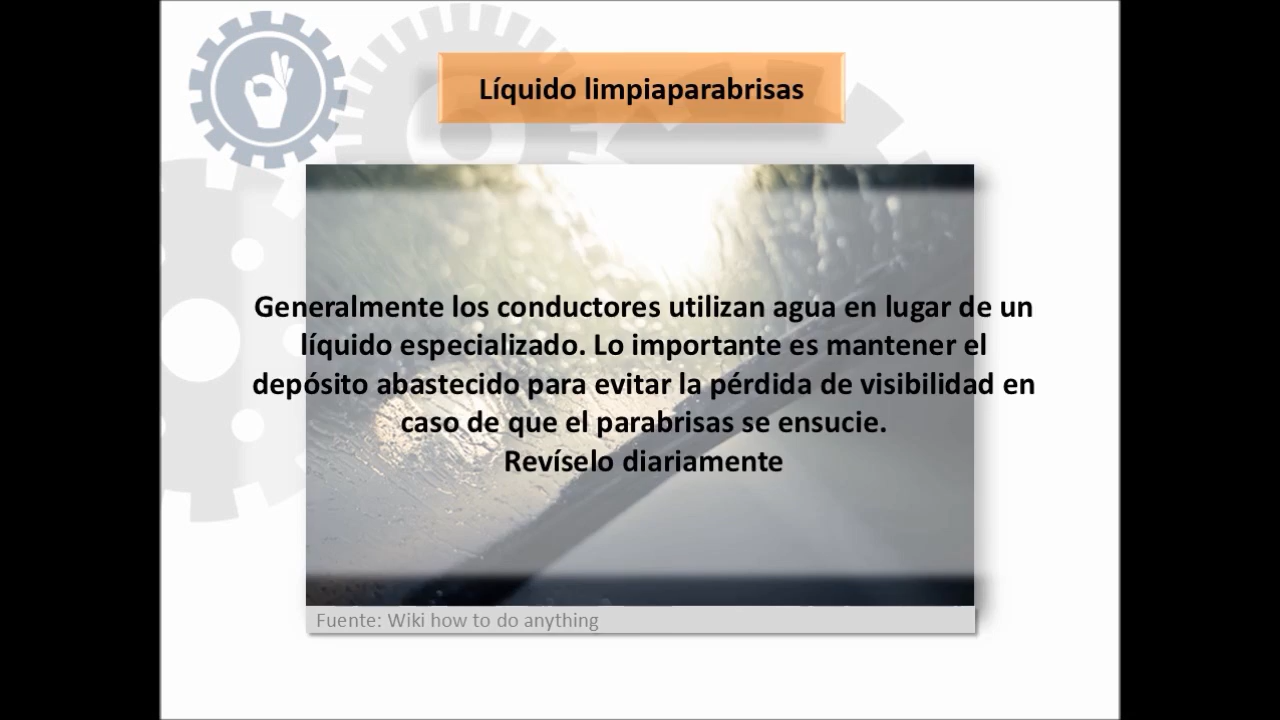 Líquido limpiaparabrisas
Generalmente los conductores utilizan agua en lugar de un
líquido especializado. Lo importante es mantener el
depósito abastecido para evitar la pérdida de visibilidad en
caso de que el parabrisas se ensucie.
Revíselo diariamente
Fuente: Wiki how to do anything